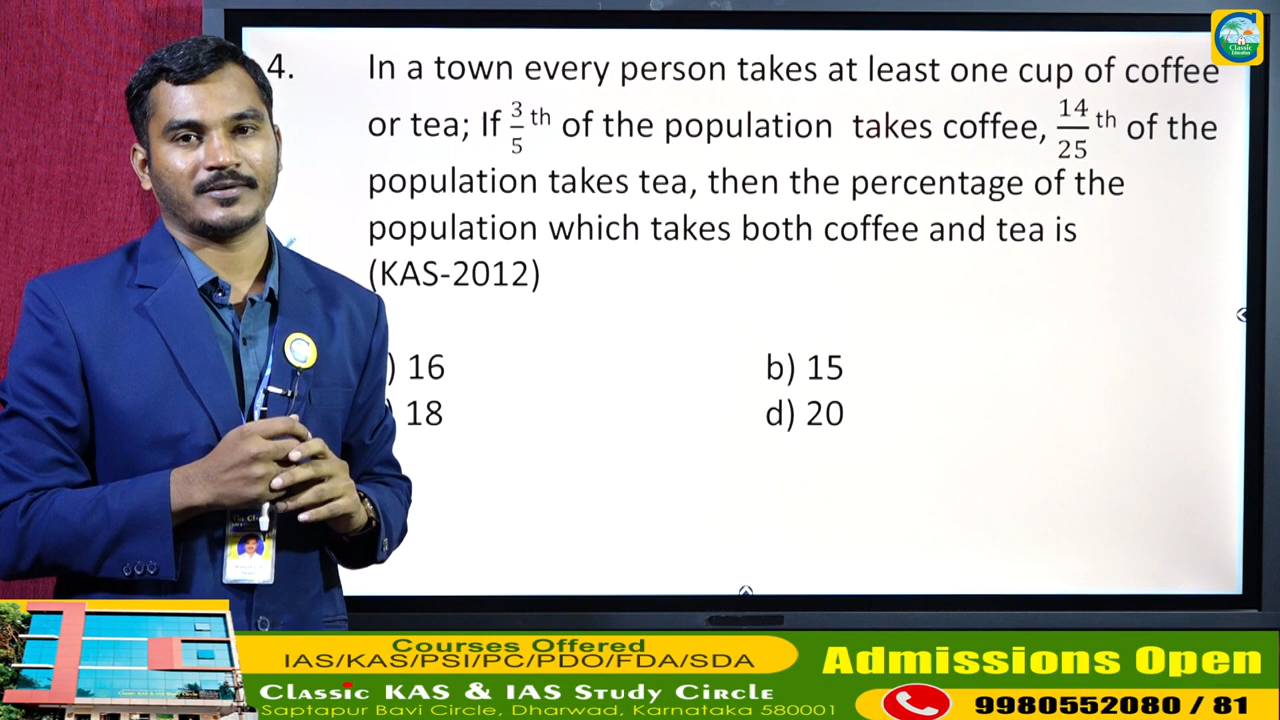 Classic
Education
4. In a town every person takes at least one cup of coffee
or tea; If 3/5 th of the population takes coffee, 14/25 th of the
population takes tea, then the percentage of the
population which takes both coffee and tea is
(KAS-2012)
) 16 b) 15
) 18 d) 20
Courses Offered
IAS/KAS/PSI/PC/PDO/FDA/SDA
Admissions Open
Classic KAS & IAS Study Circle
Saptapur Bavi Circle, Dharwad, Karnataka 580001
9980552080 / 81